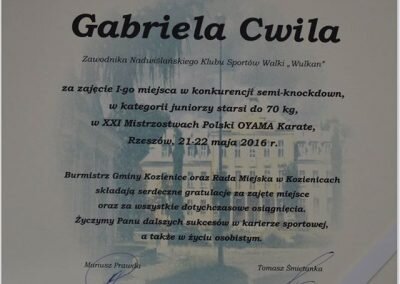 Gabriela Cwila
Zawodnika Nadwiślańskiego Klubu Sportów Walki „Wulkan”
za zajęcie I-go miejsca w konkurencji semi-knockdown,
w kategorii juniorzy starsi do 70 kg,
w XXI Mistrzostwach Polski OYAMA Karate,
Rzeszów, 21-22 maja 2016 r.
Burmistrz Gminy Kozienice oraz Rada Miejska w Kozienicach
składają serdeczne gratulacje za zajęte miejsce
oraz za wszystkie dotychczasowe osiągnięcia.
Życzymy Panu dalszych sukcesów w karierze sportowej,
a także w życiu osobistym.
Mariusz Prawda Tomasz Śmietanka